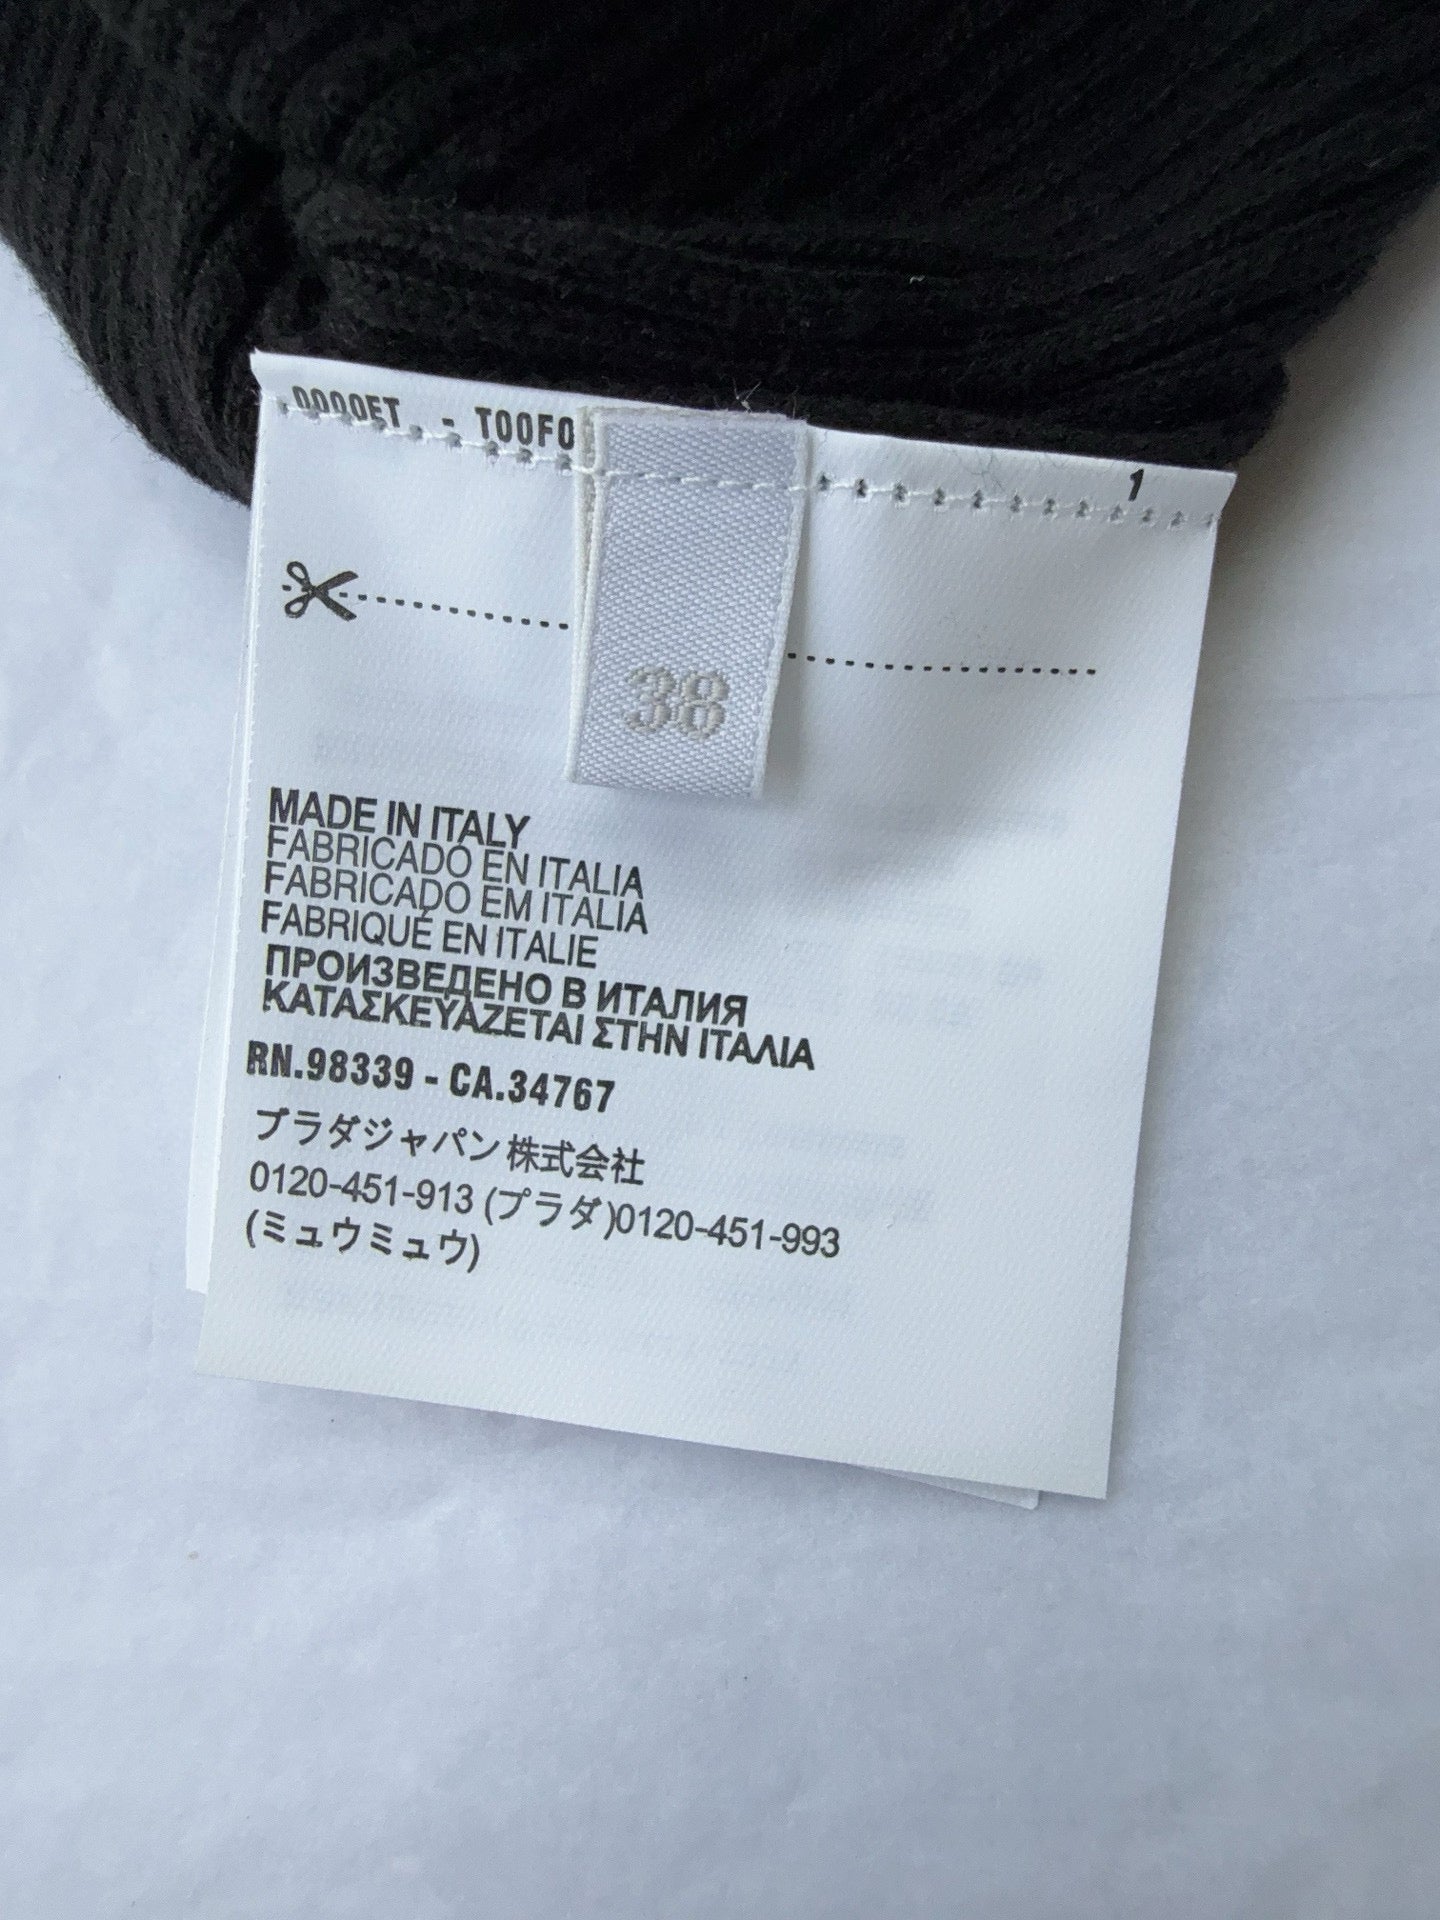 - T00F0
1
38
MADE IN ITALY
FABRICADO EN ITALIA
FABRICADO EM ITALIA
FABRIQUÉ EN ITALIE
ПРОИЗВЕДЕНО В ИТАЛИЯ
ΚΑΤΑΣΚΕΥΑΖΕΤΑΙ ΣΤΗΝ ΙΤΑΛΙΑ
RN.98339 - CA.34767
プラダジャパン 株式会社
0120-451-913 (プラダ)0120-451-993
(ミュウミュウ)